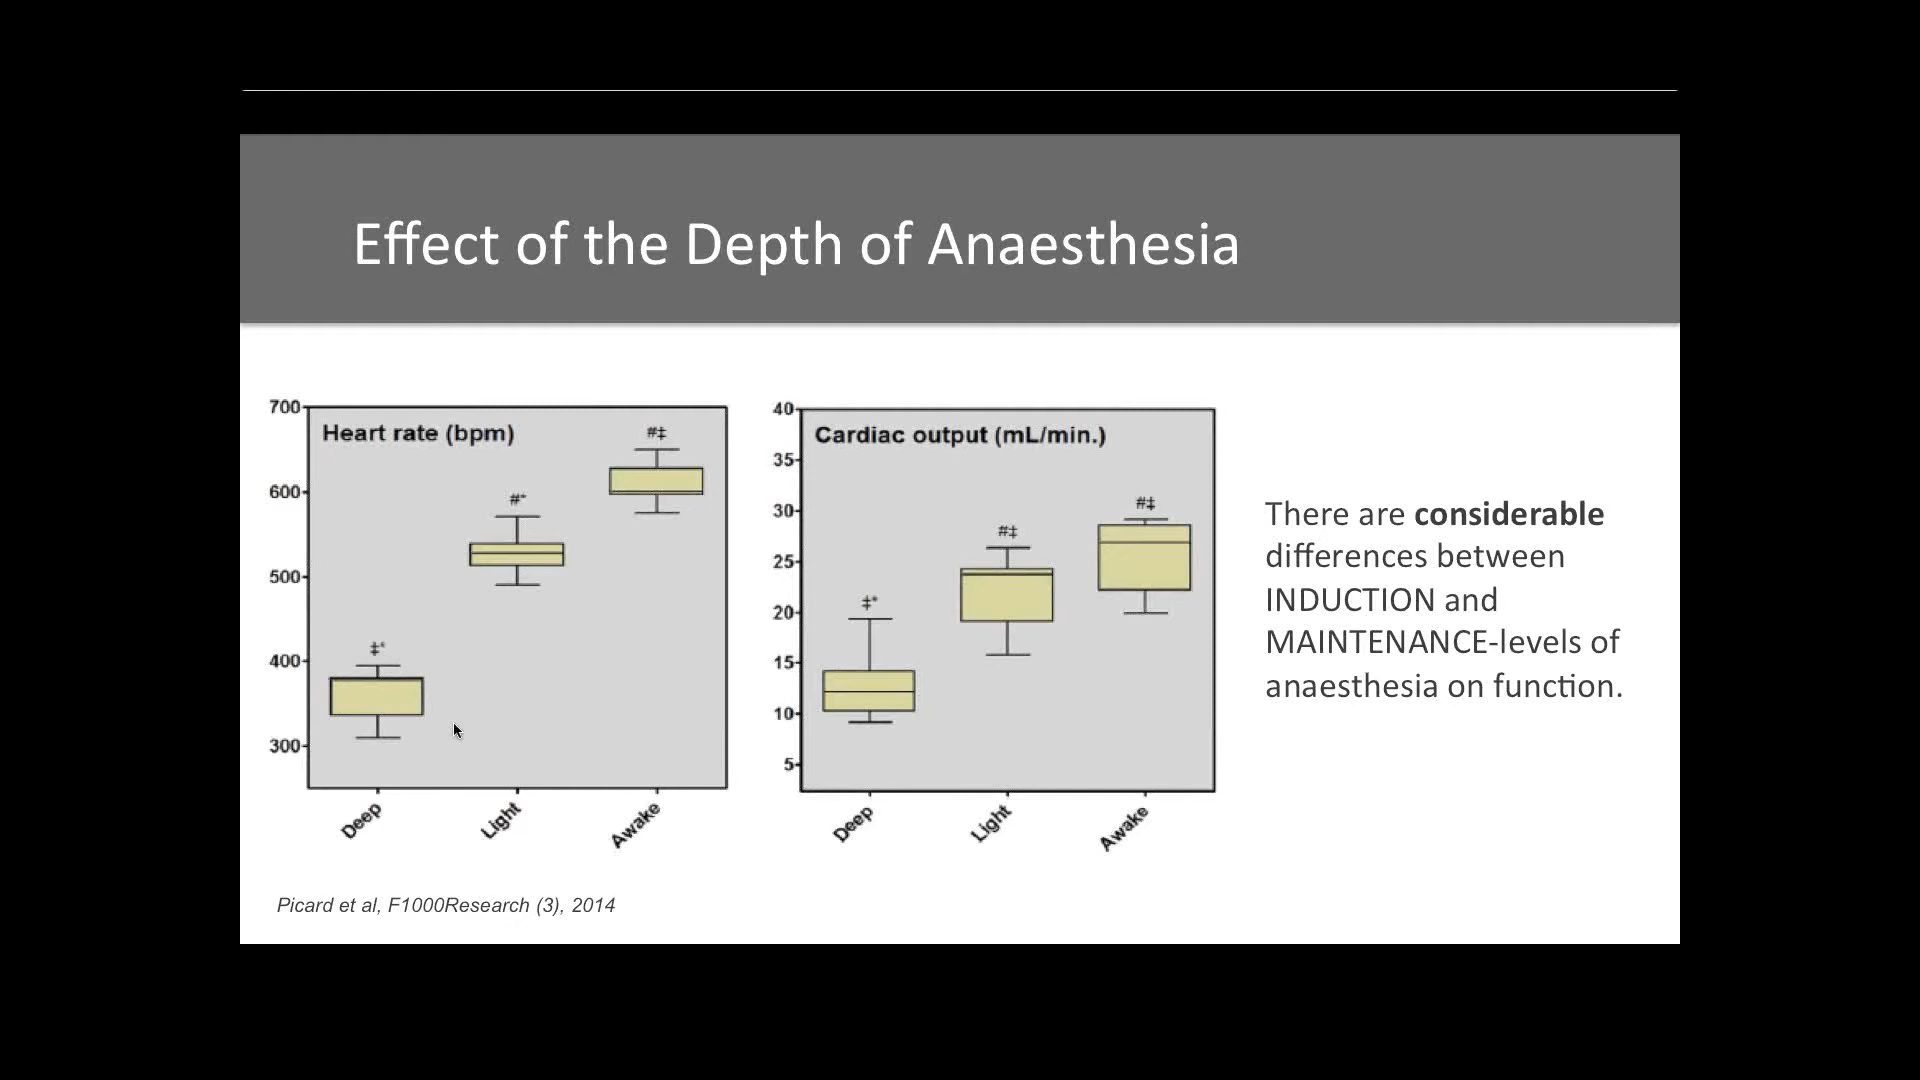 Effect of the Depth of Anaesthesia
700
600
500
400
300
Heart rate (bpm)
‡*
#*
#‡
Deep
Light
Awake
40
35
30
25
20
15
10
5
Cardiac output (mL/min.)
‡*
#‡
#‡
Deep
Light
Awake
There are considerable
differences between
INDUCTION and
MAINTENANCE-levels of
anaesthesia on function.
Picard et al, F1000Research (3), 2014